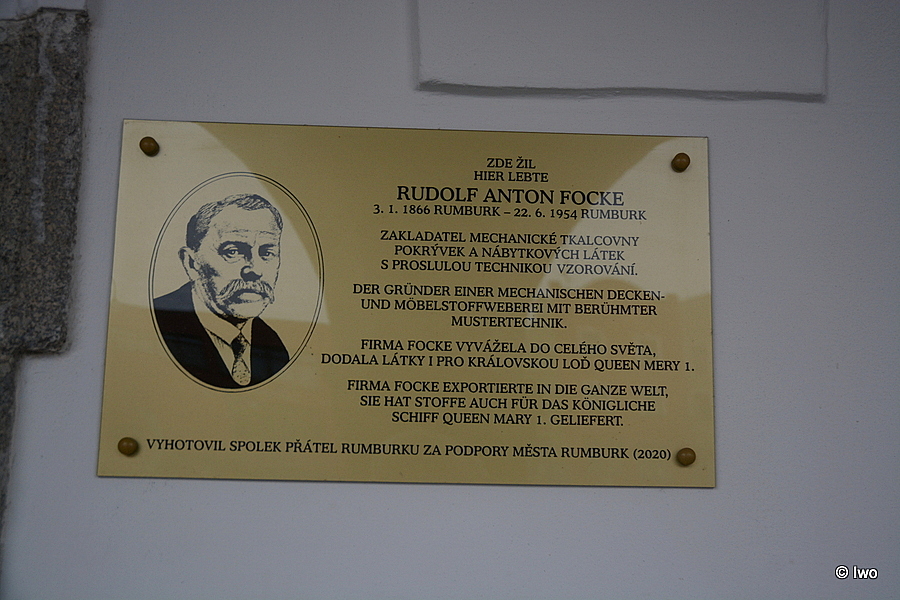 ZDE ŽIL
HIER LEBTE
RUDOLF ANTON FOCKE
3. 1. 1866 RUMBURK – 22. 6. 1954 RUMBURK
ZAKLADATEL MECHANICKÉ TKALCOVNY
POKRÝVEK A NÁBYTKOVÝCH LÁTEK
S PROSLULOU TECHNIKOU VZOROVÁNÍ.
DER GRÜNDER EINER MECHANISCHEN DECKEN-
UND MÖBELSTOFFWEBEREI MIT BERÜHMTER
MUSTERTECHNIK.
FIRMA FOCKE VYVÁŽELA DO CELÉHO SVĚTA,
DODALA LÁTKY I PRO KRÁLOVSKOU LOĎ QUEEN MERY 1.
FIRMA FOCKE EXPORTIERTE IN DIE GANZE WELT,
SIE HAT STOFFE AUCH FÜR DAS KÖNIGLICHE
SCHIFF QUEEN MARY 1. GELIEFERT.
VYHOTOVIL SPOLEK PŘÁTEL RUMBURKU ZA PODPORY MĚSTA RUMBURK (2020)
© Iwo